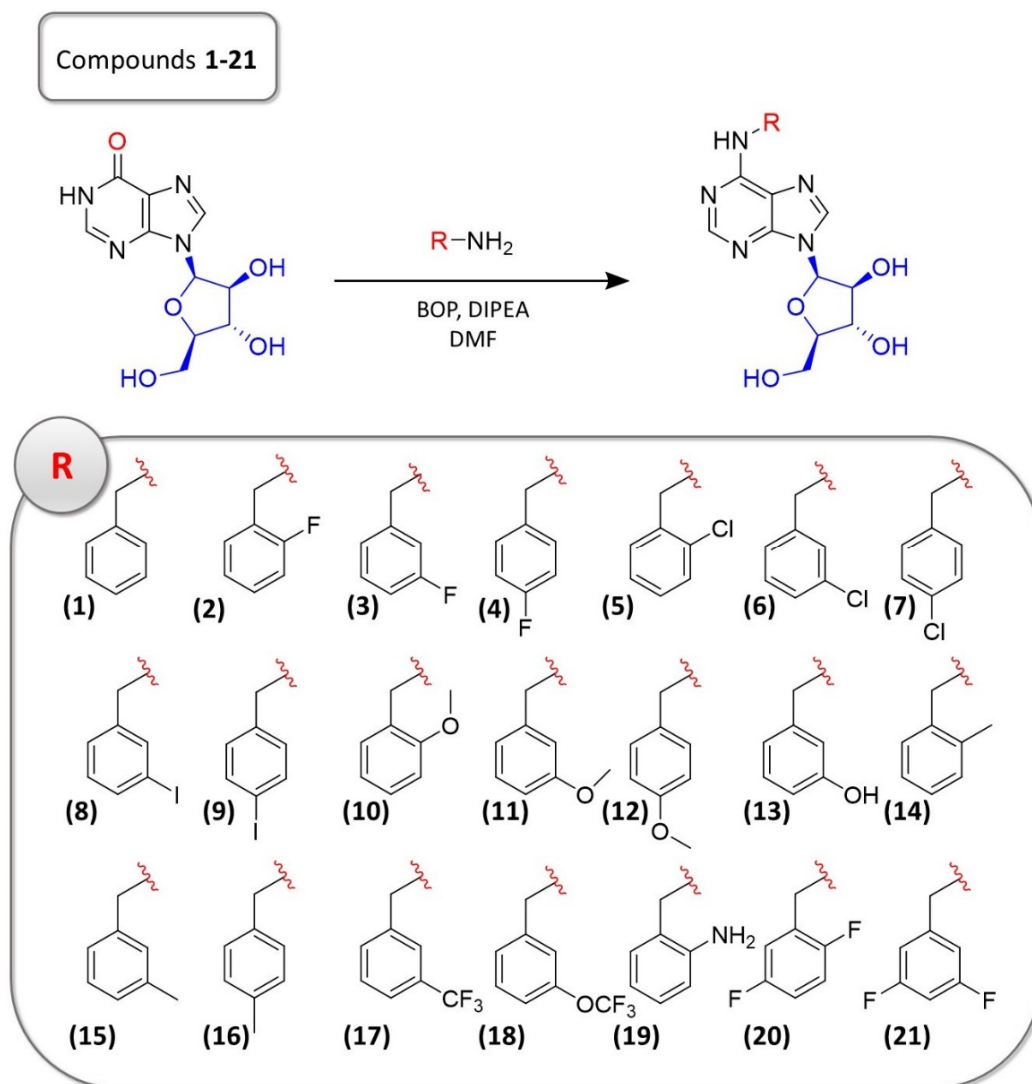 Compounds 1-21
O
HN
N
N
N
OH
O
OH
HO
R-NH2
BOP, DIPEA
DMF
R
HN
N
N
N
N
OH
O
OH
HO
R
F
F
F
Cl
Cl
Cl
(1) (2) (3) (4) (5) (6) (7)
I
I
O
O
O
OH
(8) (9) (10) (11) (12) (13) (14)
CF3
OCF3
NH2
F
F
F
F
(15) (16) (17) (18) (19) (20) (21)